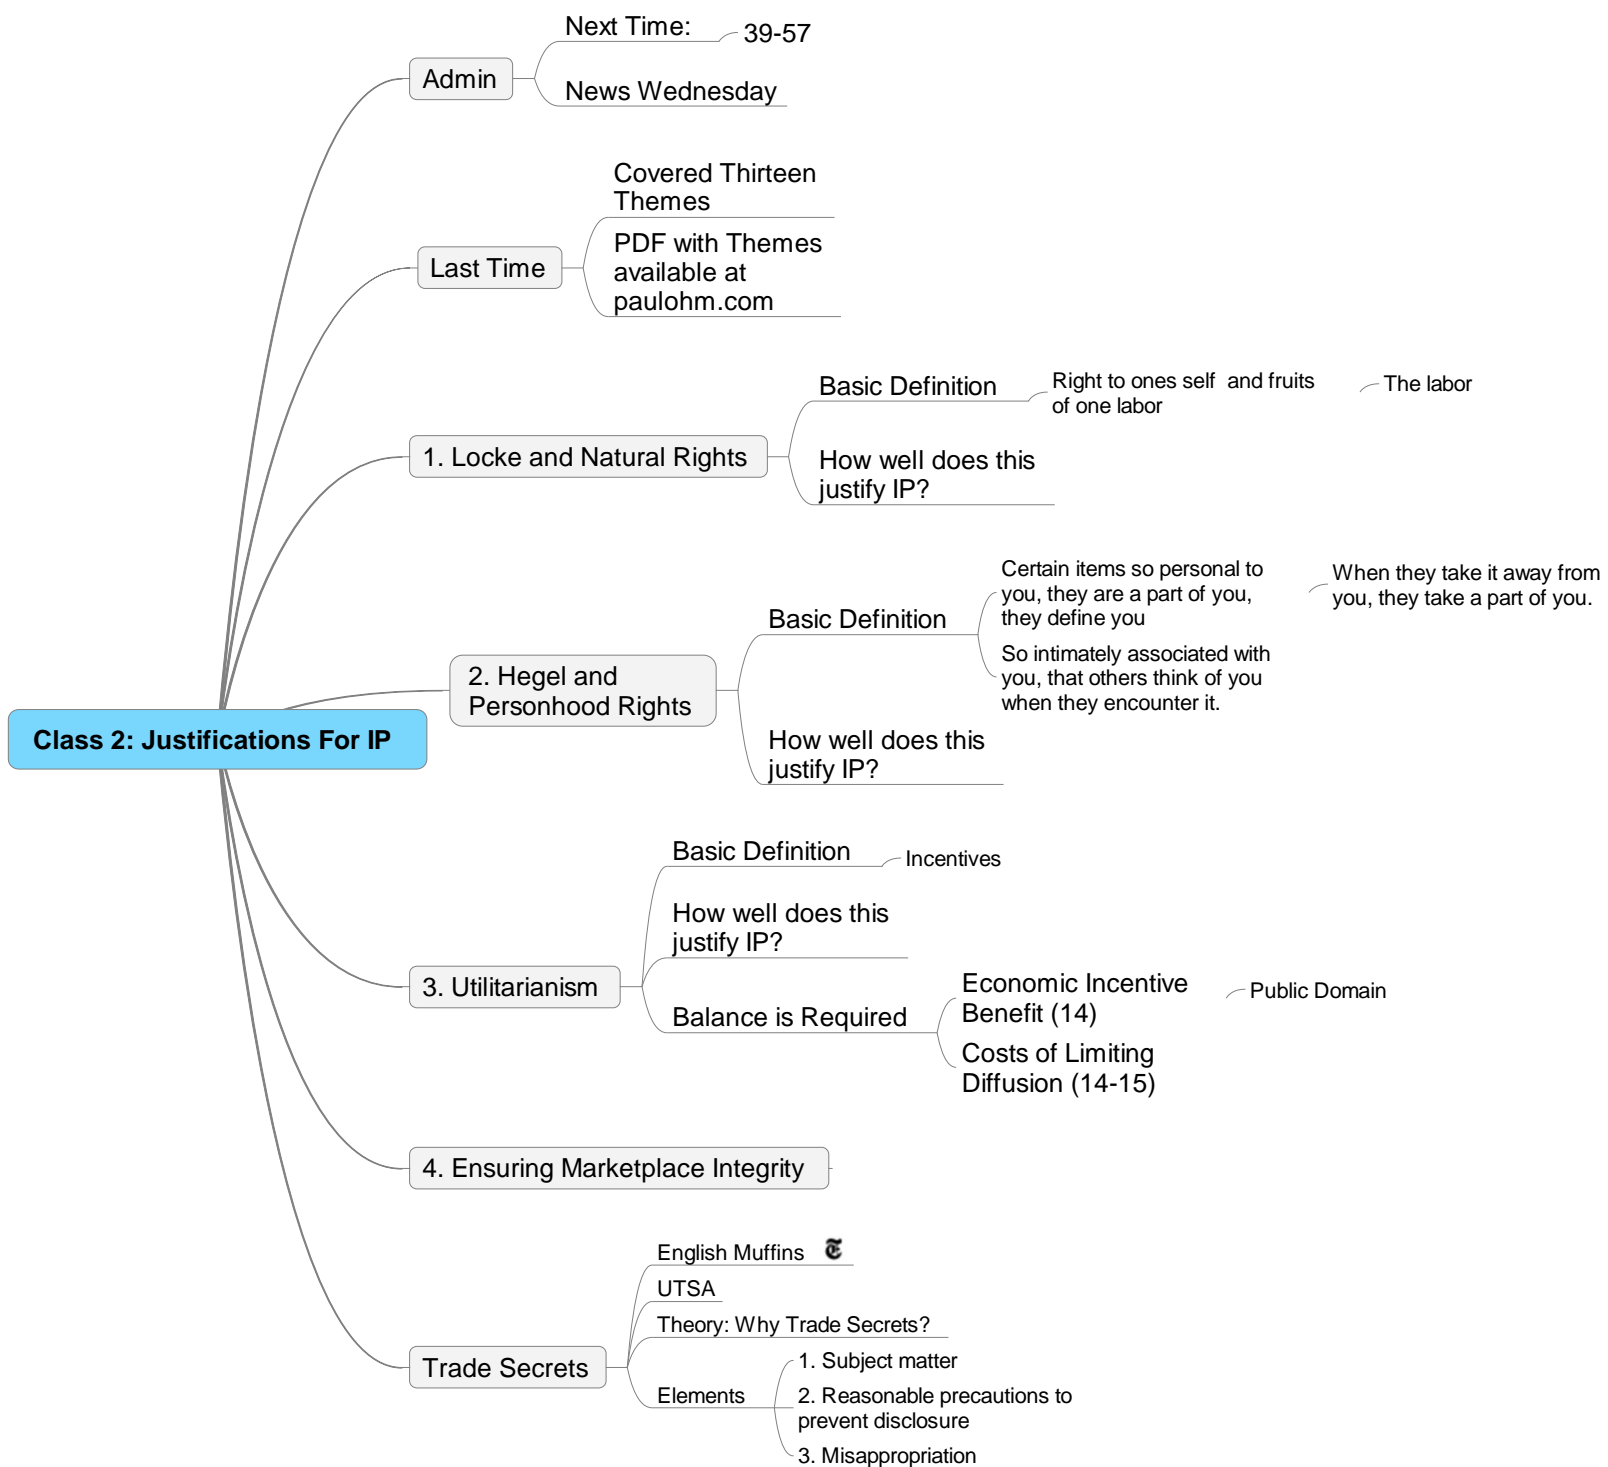 Next Time:
39-57
Admin
News Wednesday
Covered Thirteen
Themes
PDF with Themes
available at
paulohm.com
Last Time
Basic Definition
Right to ones self  and fruits
of one labor
The labor
1. Locke and Natural Rights
How well does this
justify IP?
Certain items so personal to
you, they are a part of you,
they define you
When they take it away from
you, they take a part of you.
Basic Definition
So intimately associated with
you, that others think of you
when they encounter it.
2. Hegel and
Personhood Rights
How well does this
justify IP?
Class 2: Justifications For IP
Basic Definition
Incentives
How well does this
justify IP?
3. Utilitarianism
Economic Incentive
Benefit (14)
Public Domain
Balance is Required
Costs of Limiting
Diffusion (14-15)
4. Ensuring Marketplace Integrity
English Muffins
UTSA
Theory: Why Trade Secrets?
Trade Secrets
Elements
1. Subject matter
2. Reasonable precautions to
prevent disclosure
3. Misappropriation